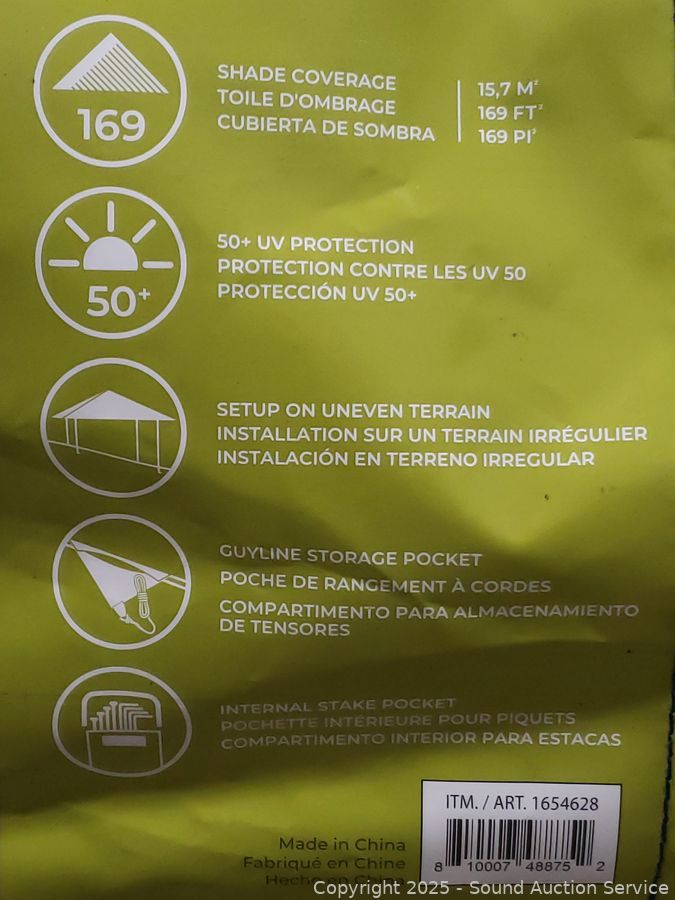 169
SHADE COVERAGE
TOILE D'OMBRAGE
CUBIERTA DE SOMBRA
15,7 M²
169 FT²
169 PI²
50+
50+ UV PROTECTION
PROTECTION CONTRE LES UV 50
PROTECCIÓN UV 50+
SETUP ON UNEVEN TERRAIN
INSTALLATION SUR UN TERRAIN IRRÉGULIER
INSTALACIÓN EN TERRENO IRREGULAR
GUYLINE STORAGE POCKET
POCHE DE RANGEMENT À CORDES
COMPARTIMENTO PARA ALMACENAMIENTO
DE TENSORES
INTERNAL STAKE POCKET
POCHETTE INTÉRIEURE POUR PIQUETS
COMPARTIMENTO INTERIOR PARA ESTACAS
ITM. / ART. 1654628
8 10007 48875 2
Made in China
Fabriqué en Chine
Hecho en China
Copyright 2025 - Sound Auction Service